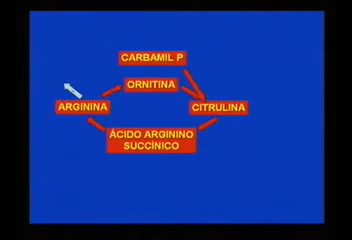 CARBAMIL P
ORNITINA
ARGININA
CITRULINA
ÁCIDO ARGININO
SUCCÍNICO